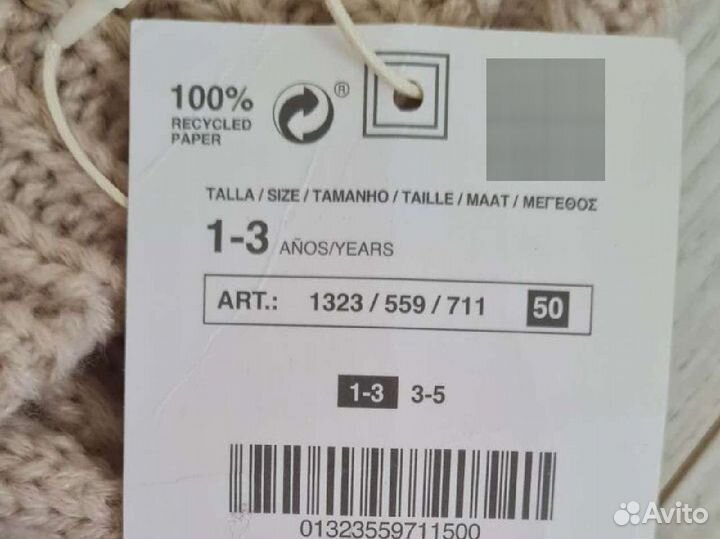 100%
RECYCLED
PAPER
®
TALLA / SIZE / TAMANHO / TAILLE / MAAT / ΜΕΓΕΘΟΣ
1-3 AÑOS/YEARS
ART.: 1323 / 559 / 711 50
1-3 3-5
01323559711500
Avito